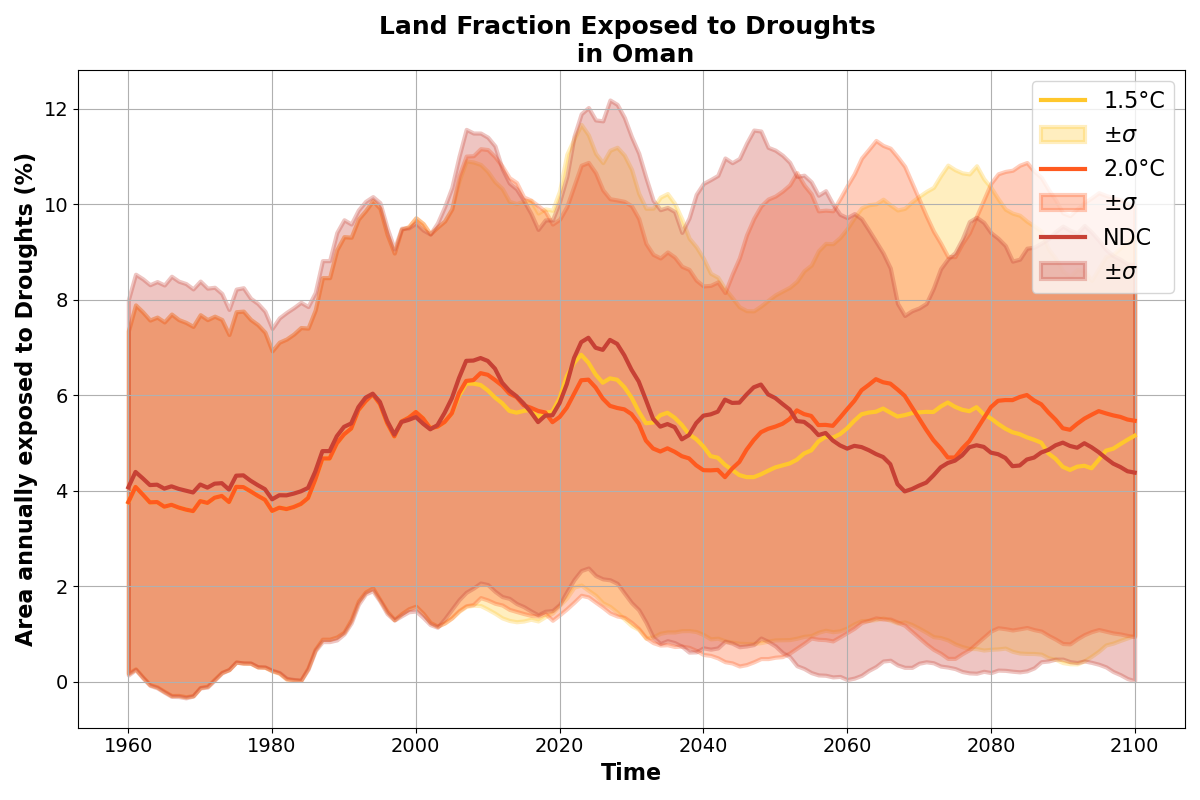 Land Fraction Exposed to Droughts
in Oman
Area annually exposed to Droughts (%)
12
10
8
6
4
2
0
1.5°C
±σ
2.0°C
±σ
NDC
±σ
1960
1980
2000
2020
2040
2060
2080
2100
Time